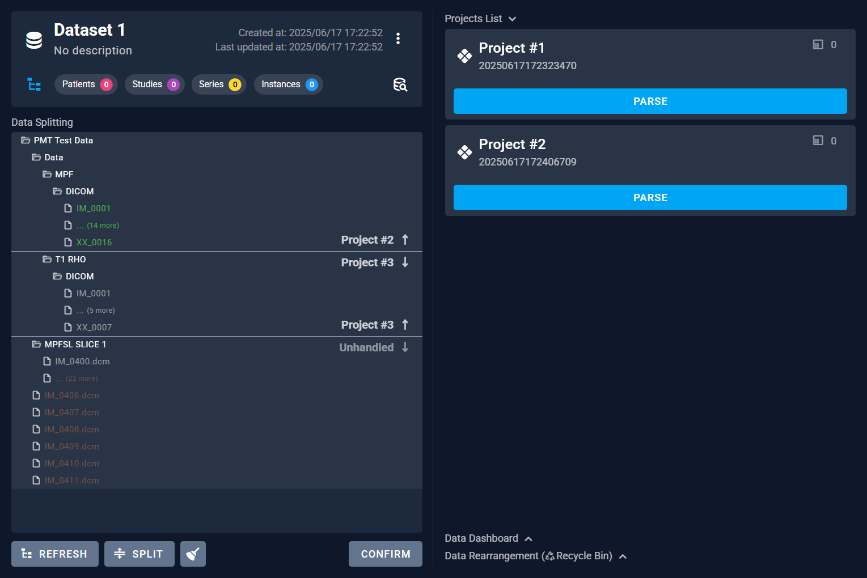 Dataset 1
No description
Created at: 2025/06/17 17:22:52
Last updated at: 2025/06/17 17:22:52
Patients 0
Studies 0
Series 0
Instances 0
Data Splitting
PMT Test Data
Data
MPF
DICOM
IM_0001
... (14 more)
XX_0016
Project #2 ↑
T1 RHO
Project #3 ↓
DICOM
IM_0001
... (5 more)
XX_0007
Project #3 ↑
MPFSL SLICE 1
Unhandled ↓
IM_0400.dcm
... (22 more)
IM_0406.dcm
IM_0407.dcm
IM_0408.dcm
IM_0409.dcm
IM_0410.dcm
IM_0411.dcm
REFRESH
SPLIT
CONFIRM
Projects List
Project #1
20250617172323470
0
PARSE
Project #2
20250617172406709
0
PARSE
Data Dashboard
Data Rearrangement (Recycle Bin)